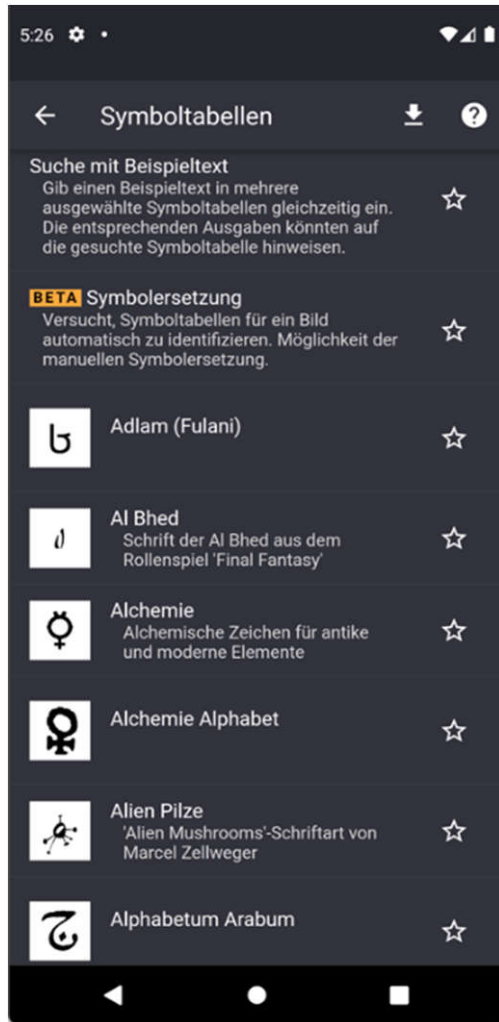 5:26
Symboltabellen
Suche mit Beispieltext
Gib einen Beispieltext in mehrere
ausgewählte Symboltabellen gleichzeitig ein.
Die entsprechenden Ausgaben könnten auf
die gesuchte Symboltabelle hinweisen.
BETA Symbolersetzung
Versucht, Symboltabellen für ein Bild
automatisch zu identifizieren. Möglichkeit der
manuellen Symbolersetzung.
Adlam (Fulani)
Al Bhed
Schrift der Al Bhed aus dem
Rollenspiel 'Final Fantasy'
Alchemie
Alchemische Zeichen für antike
und moderne Elemente
Alchemie Alphabet
Alien Pilze
'Alien Mushrooms'-Schriftart von
Marcel Zellweger
Alphabetum Arabum